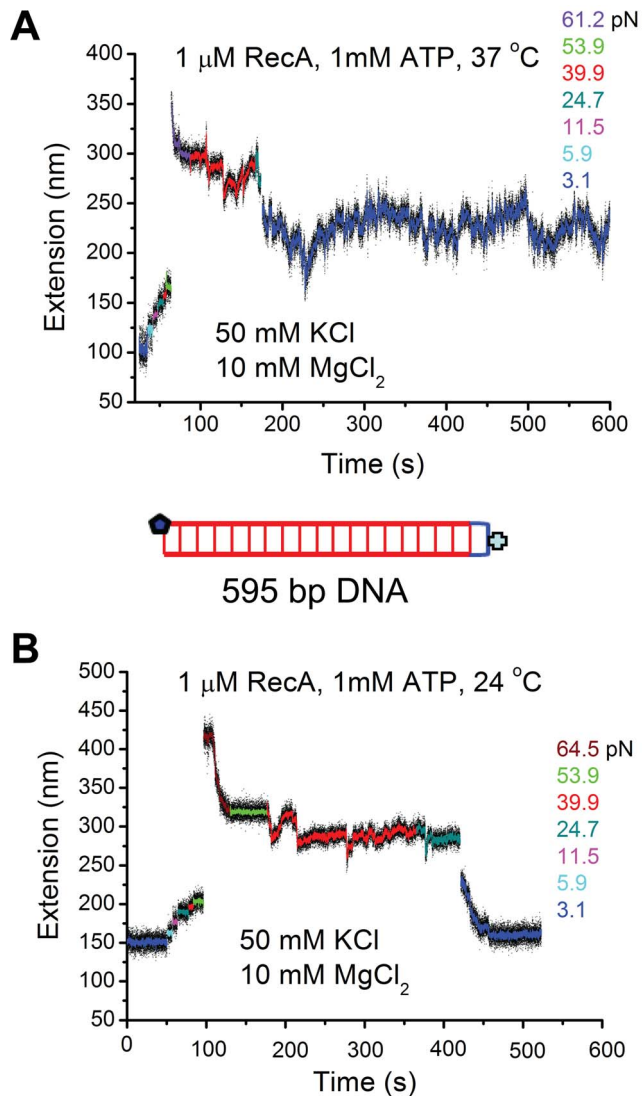 A
1 μM RecA, 1mM ATP, 37 °C
61.2 pN
53.9
39.9
24.7
11.5
5.9
3.1
400
350
300
250
200
150
100
50
Extension (nm)
50 mM KCl
10 mM MgCl₂
100 200 300 400 500 600
Time (s)
595 bp DNA
B
1 μM RecA, 1mM ATP, 24 °C
64.5 pN
53.9
39.9
24.7
11.5
5.9
3.1
500
450
400
350
300
250
200
150
100
50
Extension (nm)
50 mM KCl
10 mM MgCl₂
0 100 200 300 400 500 600
Time (s)